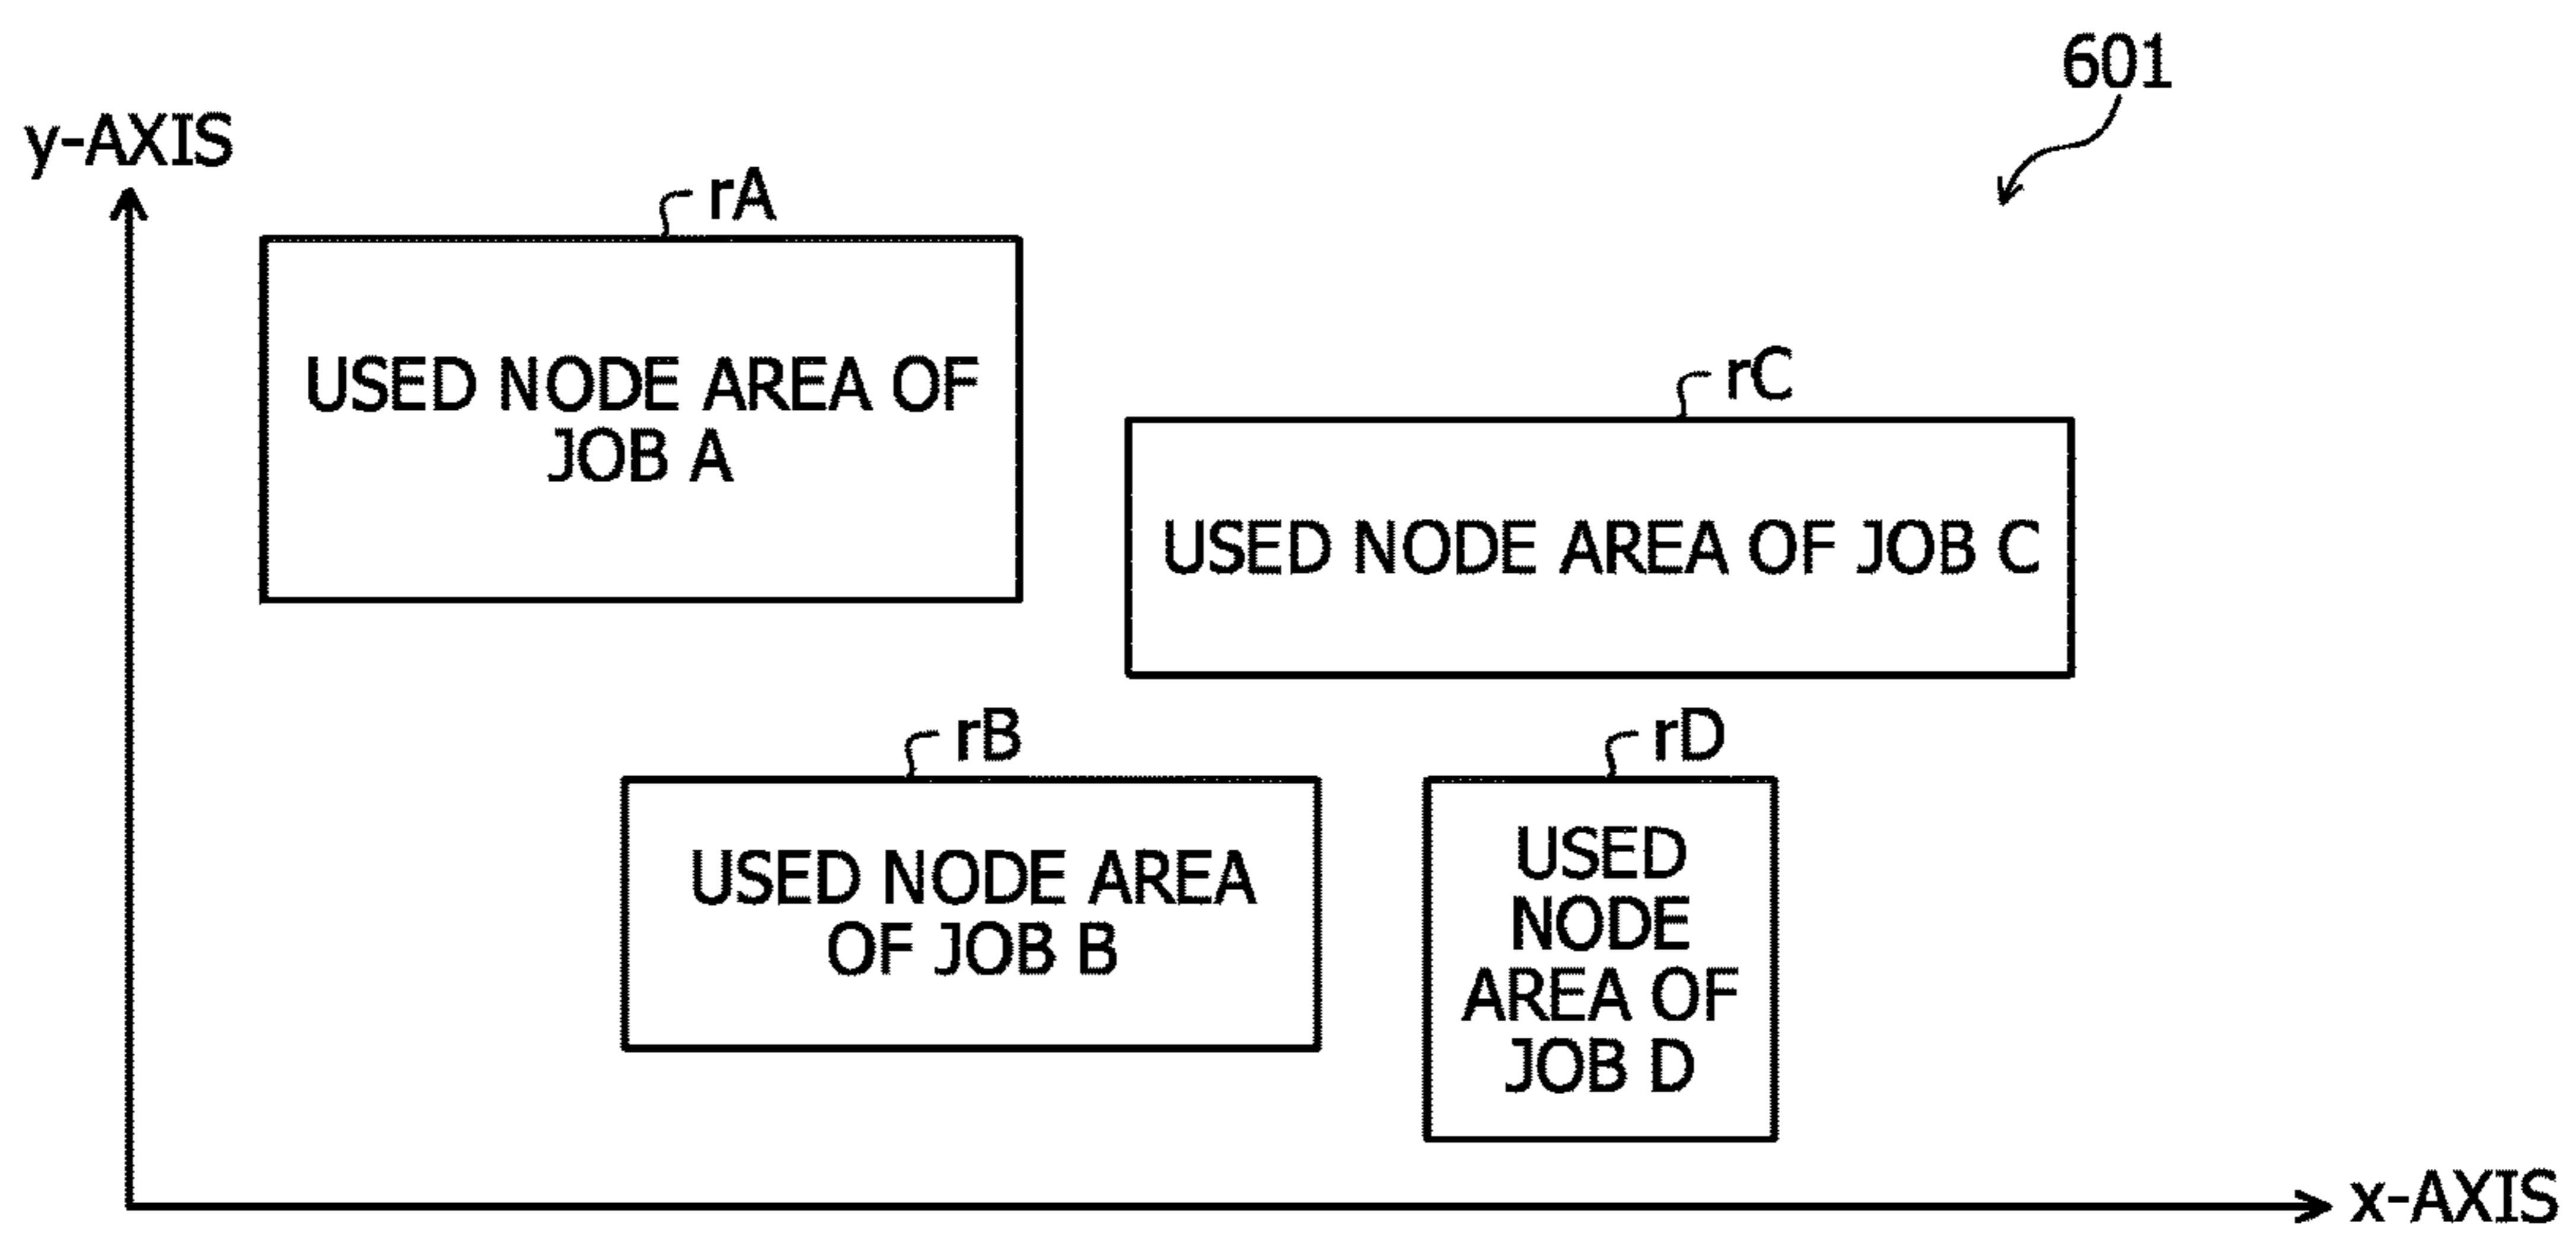 601
y-AXIS
rA
USED NODE AREA OF
JOB A
rC
USED NODE AREA OF JOB C
rB
USED NODE AREA
OF JOB B
rD
USED
NODE
AREA OF
JOB D
x-AXIS